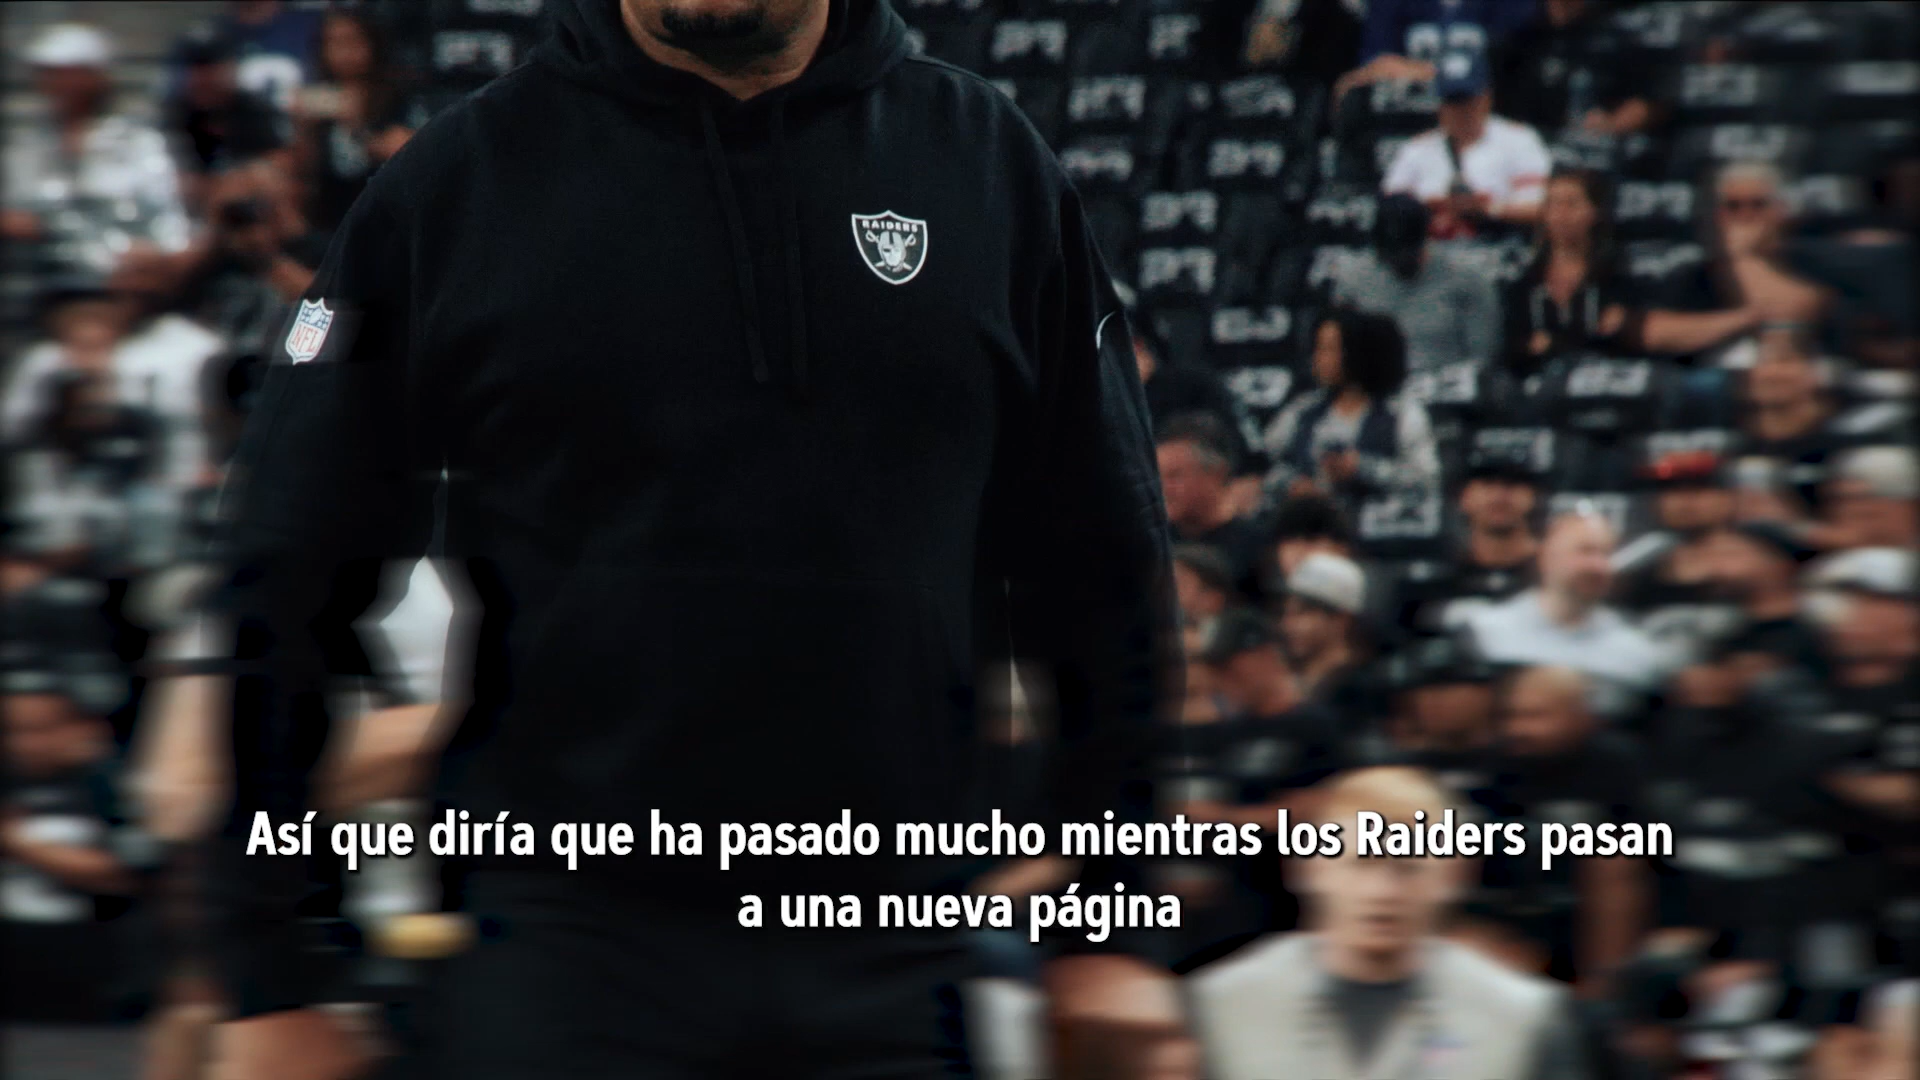 RAIDERS
NFL
Así que diría que ha pasado mucho mientras los Raiders pasan
a una nueva página